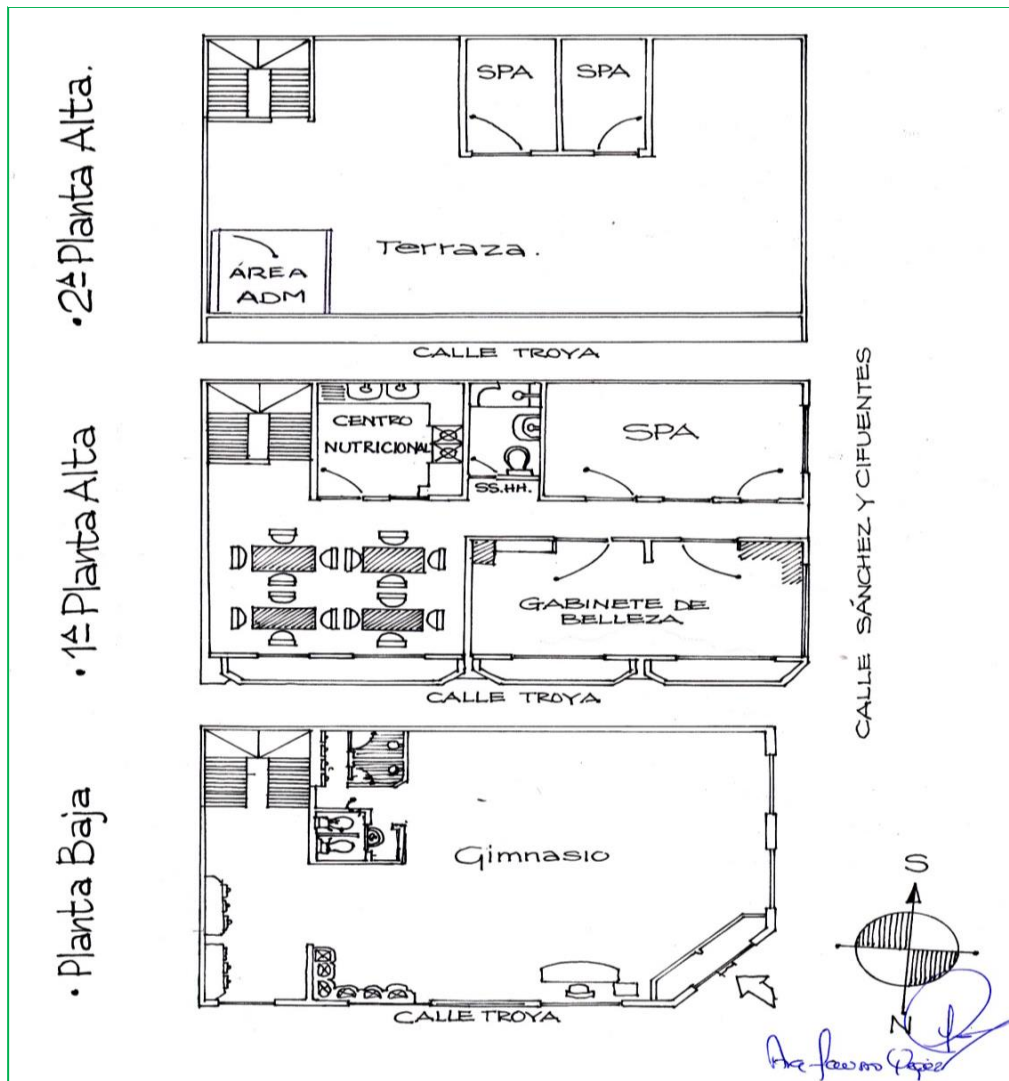 • 2ª Planta Alta.
SPA
SPA
Terraza.
ÁREA
ADM
CALLE TROYA
• 1ª Planta Alta
CENTRO
NUTRICIONAL
SS.HH.
SPA
GABINETE DE
BELLEZA
CALLE TROYA
CALLE SÁNCHEZ Y CIFUENTES
• Planta Baja
Gimnasio
CALLE TROYA
S
N